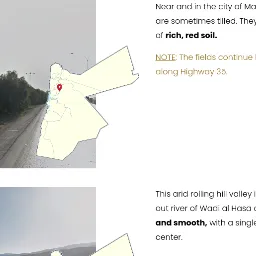 Near and in the city of Ma
are sometimes tilled. They
of rich, red soil.
NOTE: The fields continue
along Highway 35.
This arid rolling hill valley
out river of Wadi al Hasa
and smooth, with a single
center.